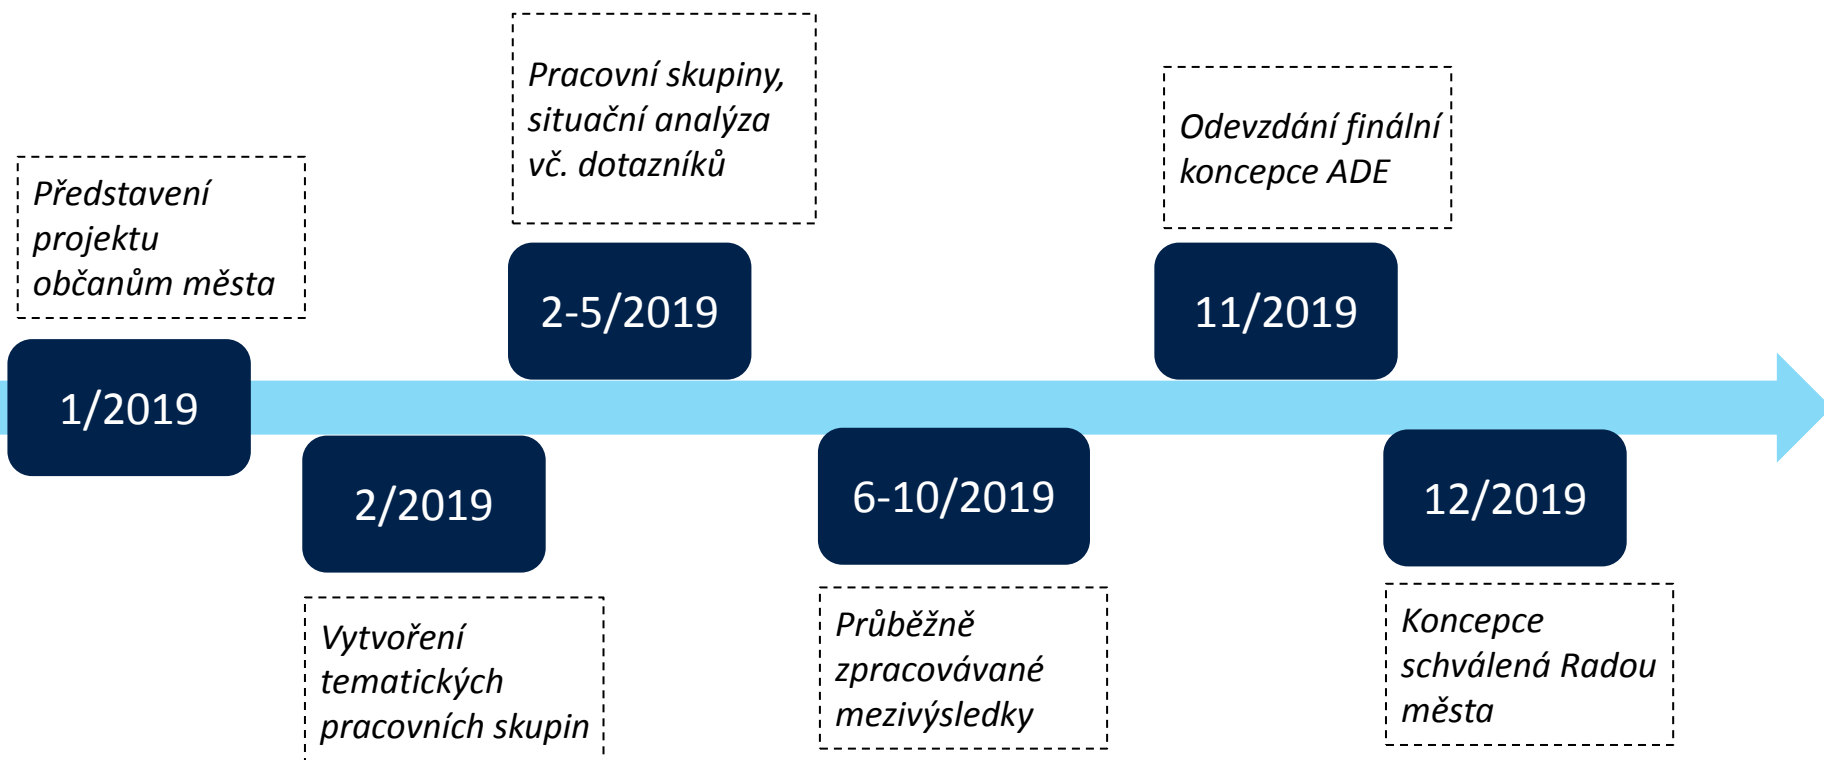 Představení
projektu
občanům města
1/2019
2/2019
Vytvoření
tematických
pracovních skupin
Pracovní skupiny,
situační analýza
vč. dotazníků
2-5/2019
6-10/2019
Průběžně
zpracovávané
mezivýsledky
Odevzdání finální
koncepce ADE
11/2019
12/2019
Koncepce
schválená Radou
města